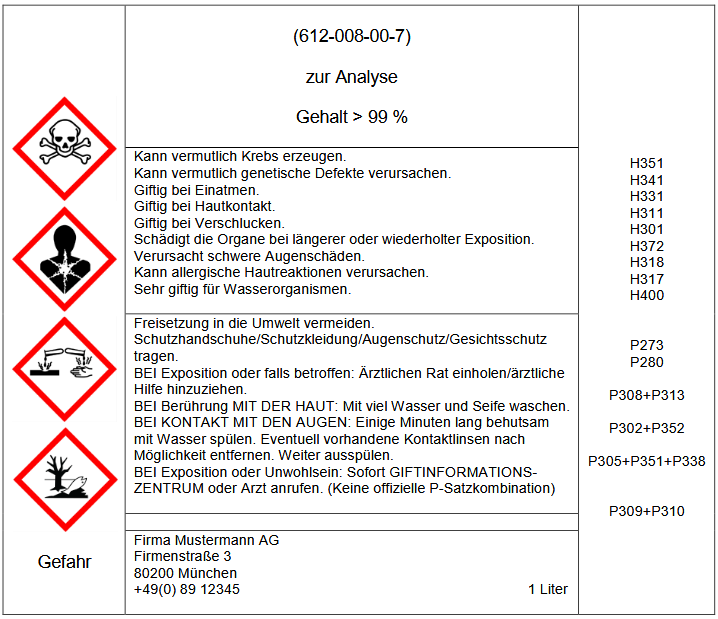 (612-008-00-7)
zur Analyse
Gehalt > 99 %
Kann vermutlich Krebs erzeugen.
Kann vermutlich genetische Defekte verursachen.
Giftig bei Einatmen.
Giftig bei Hautkontakt.
Giftig bei Verschlucken.
Schädigt die Organe bei längerer oder wiederholter Exposition.
Verursacht schwere Augenschäden.
Kann allergische Hautreaktionen verursachen.
Sehr giftig für Wasserorganismen.
H351
H341
H331
H311
H301
H372
H318
H317
H400
Freisetzung in die Umwelt vermeiden.
Schutzhandschuhe/Schutzkleidung/Augenschutz/Gesichtsschutz
tragen.
BEI Exposition oder falls betroffen: Ärztlichen Rat einholen/ärztliche
Hilfe hinzuziehen.
BEI Berührung MIT DER HAUT: Mit viel Wasser und Seife waschen.
BEI KONTAKT MIT DEN AUGEN: Einige Minuten lang behutsam
mit Wasser spülen. Eventuell vorhandene Kontaktlinsen nach
Möglichkeit entfernen. Weiter ausspülen.
BEI Exposition oder Unwohlsein: Sofort GIFTINFORMATIONS-
ZENTRUM oder Arzt anrufen. (Keine offizielle P-Satzkombination)
P273
P280
P308+P313
P302+P352
P305+P351+P338
P309+P310
Gefahr
Firma Mustermann AG
Firmenstraße 3
80200 München
+49(0) 89 12345 1 Liter